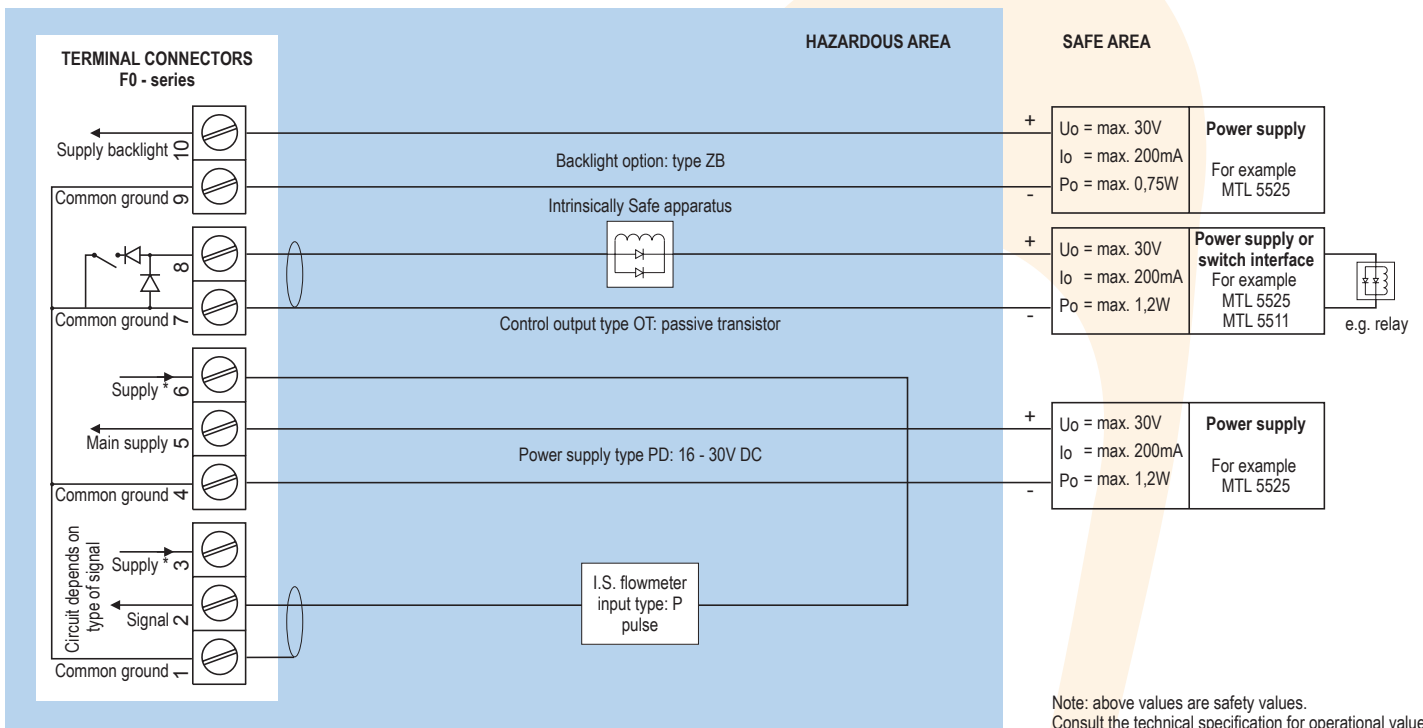 HAZARDOUS AREA
SAFE AREA
TERMINAL CONNECTORS
F0 - series
Supply backlight
10
Common ground
9
8
Common ground
7
Supply *
6
Main supply
5
Common ground
4
Circuit depends on
type of signal
Supply *
3
Signal
2
Common ground
1
Backlight option: type ZB
Intrinsically Safe apparatus
Control output type OT: passive transistor
Power supply type PD: 16 - 30V DC
I.S. flowmeter
input type: P
pulse
+
-
Uo = max. 30V
Io = max. 200mA
Po = max. 0,75W
Power supply
For example
MTL 5525
+
-
Uo = max. 30V
Io = max. 200mA
Po = max. 1,2W
Power supply or
switch interface
For example
MTL 5525
MTL 5511
e.g. relay
+
-
Uo = max. 30V
Io = max. 200mA
Po = max. 1,2W
Power supply
For example
MTL 5525
Note: above values are safety values.
Consult the technical specification for operational value